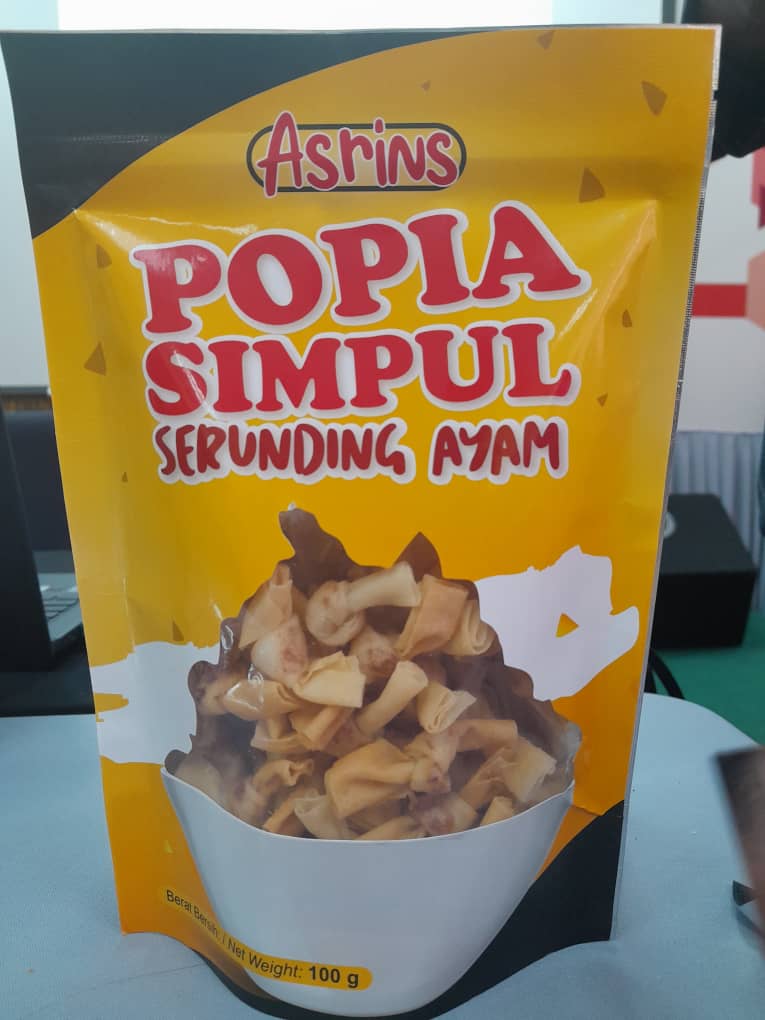 Asrins
POPIA
SIMPUL
SERUNDING AYAM
Berat Bersih / Net Weight: 100 g